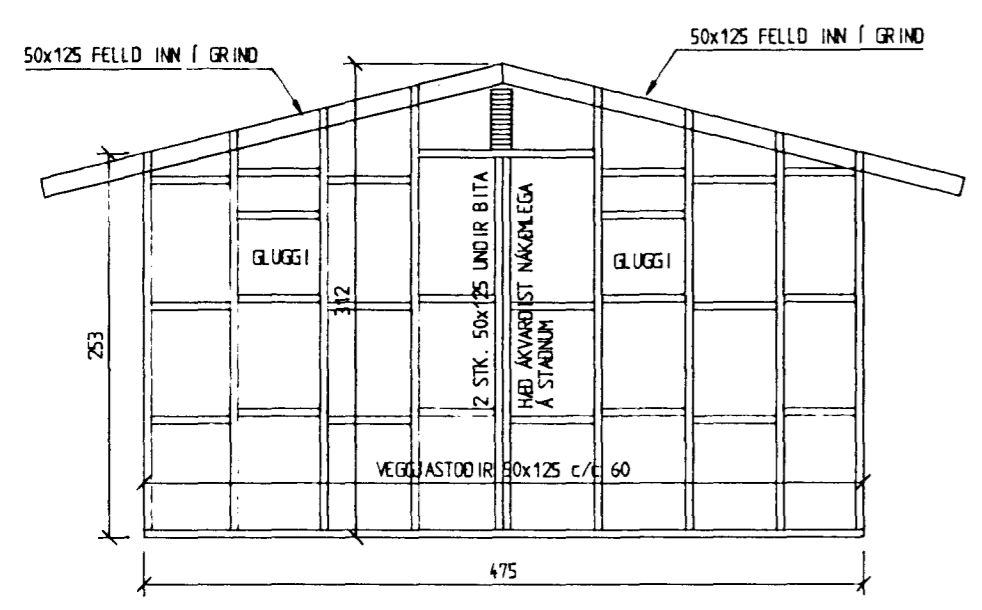 50x125 FELLD INN Í GRIND
50x125 FELLD INN Í GRIND
GLUGGI
GLUGGI
2 STK. 50x125 UNDIR BITA
HÆÐ ÁKVARÐIST NÁKÆMLEGA
Á STAÐNUM
312
253
VEGGJASTOÐIR 50x125 c/c 60
475